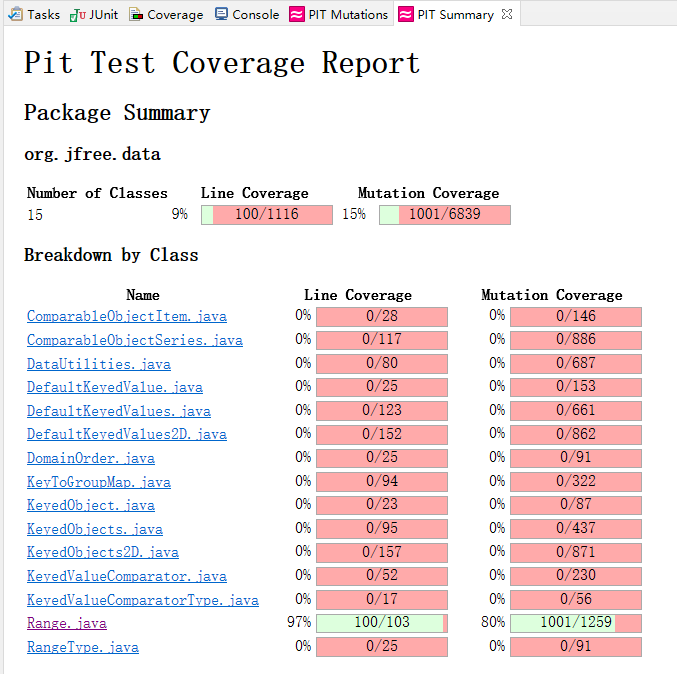 Tasks JUnit Coverage Console PIT Mutations PIT Summary
Pit Test Coverage Report
Package Summary
org.jfree.data
Number of Classes Line Coverage Mutation Coverage
15 9% 100/1116 15% 1001/6839
Breakdown by Class
Name Line Coverage Mutation Coverage
ComparableObjectItem.java 0% 0/28 0% 0/146
ComparableObjectSeries.java 0% 0/117 0% 0/886
DataUtilities.java 0% 0/80 0% 0/687
DefaultKeyedValue.java 0% 0/25 0% 0/153
DefaultKeyedValues.java 0% 0/123 0% 0/661
DefaultKeyedValues2D.java 0% 0/152 0% 0/862
DomainOrder.java 0% 0/25 0% 0/91
KeyToGroupMap.java 0% 0/94 0% 0/322
KeyedObject.java 0% 0/23 0% 0/87
KeyedObjects.java 0% 0/95 0% 0/437
KeyedObjects2D.java 0% 0/157 0% 0/871
KeyedValueComparator.java 0% 0/52 0% 0/230
KeyedValueComparatorType.java 0% 0/17 0% 0/56
Range.java 97% 100/103 80% 1001/1259
RangeType.java 0% 0/25 0% 0/91